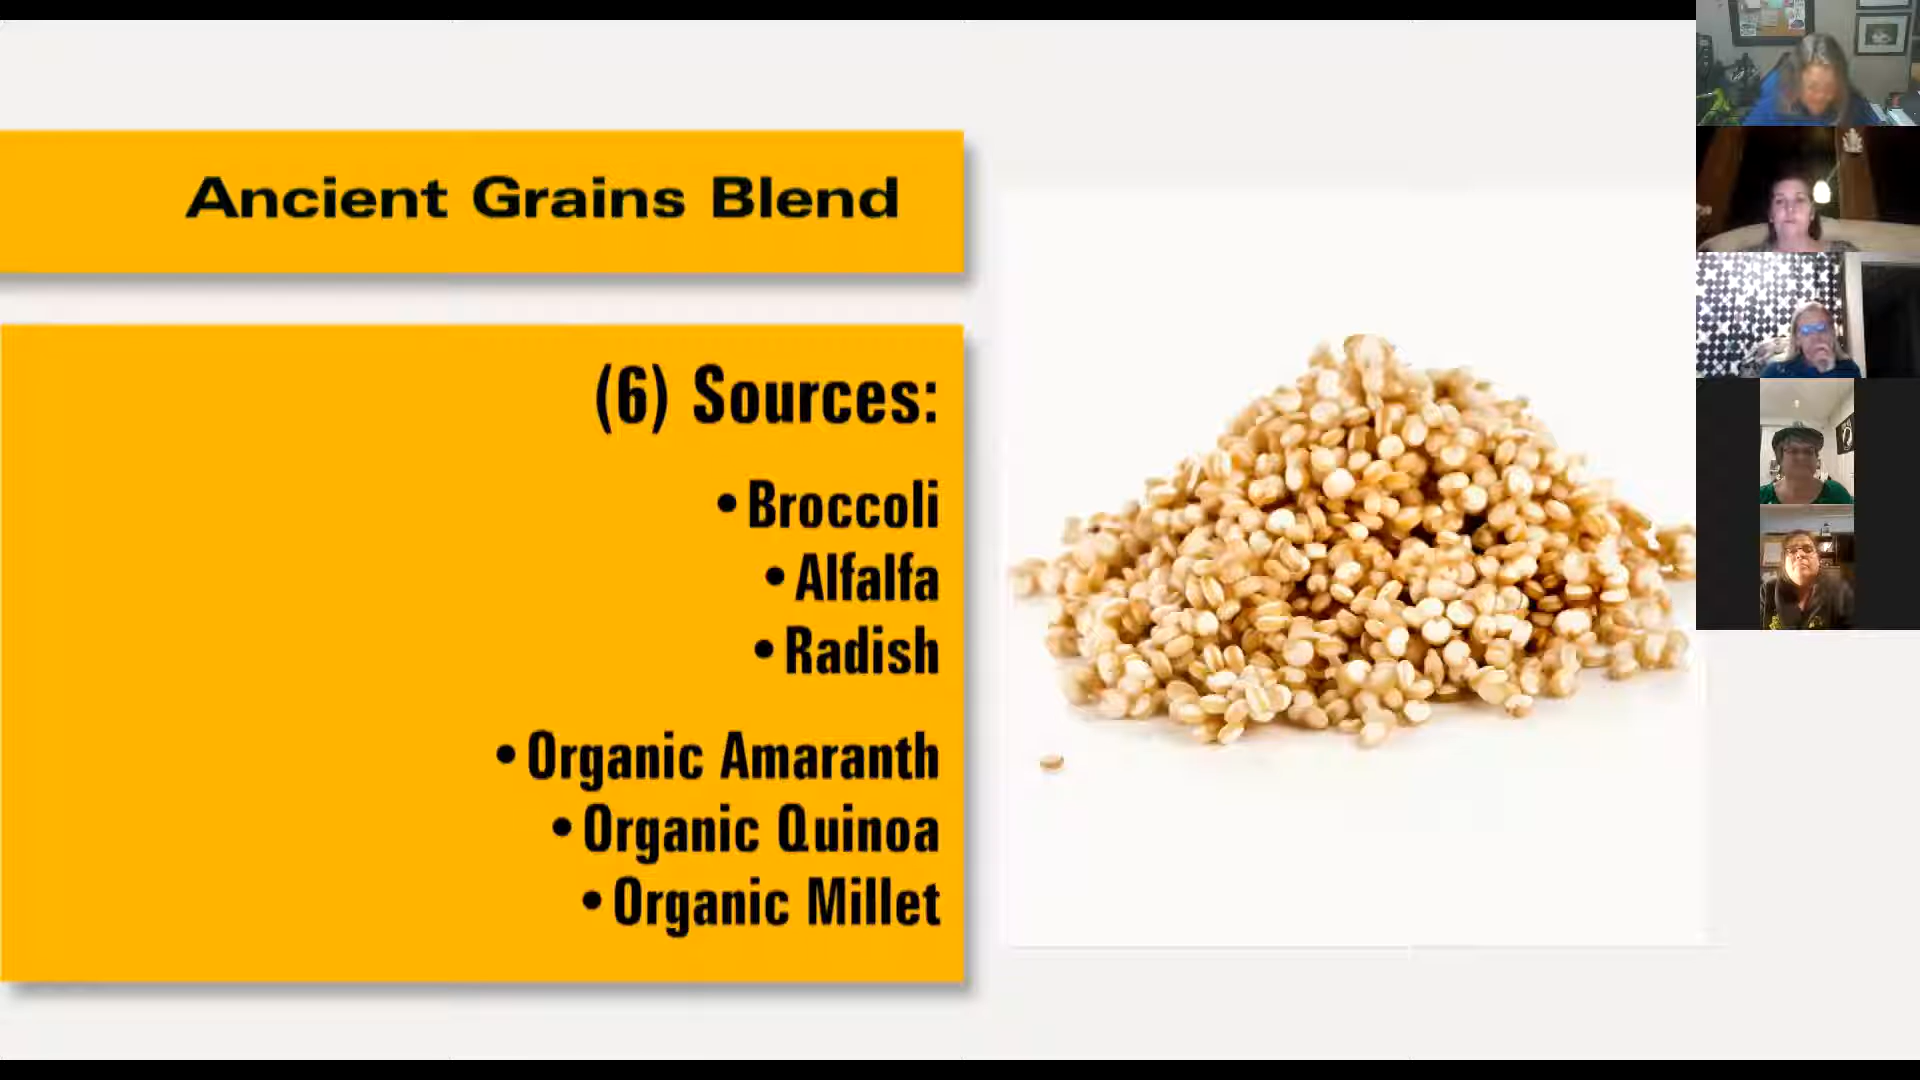 Ancient Grains Blend
(6) Sources:
• Broccoli
• Alfalfa
• Radish
• Organic Amaranth
• Organic Quinoa
• Organic Millet